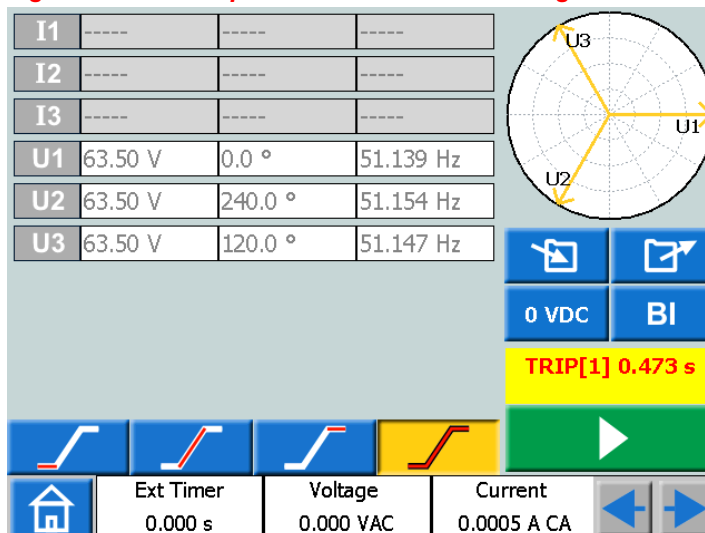 I1 ----- ----- -----
I2 ----- ----- -----
I3 ----- ----- -----
U1 63.50 V 0.0 ° 51.139 Hz
U2 63.50 V 240.0 ° 51.154 Hz
U3 63.50 V 120.0 ° 51.147 Hz
U3
U1
U2
0 VDC BI
TRIP[1] 0.473 s
Ext Timer Voltage Current
0.000 s 0.000 VAC 0.0005 A CA